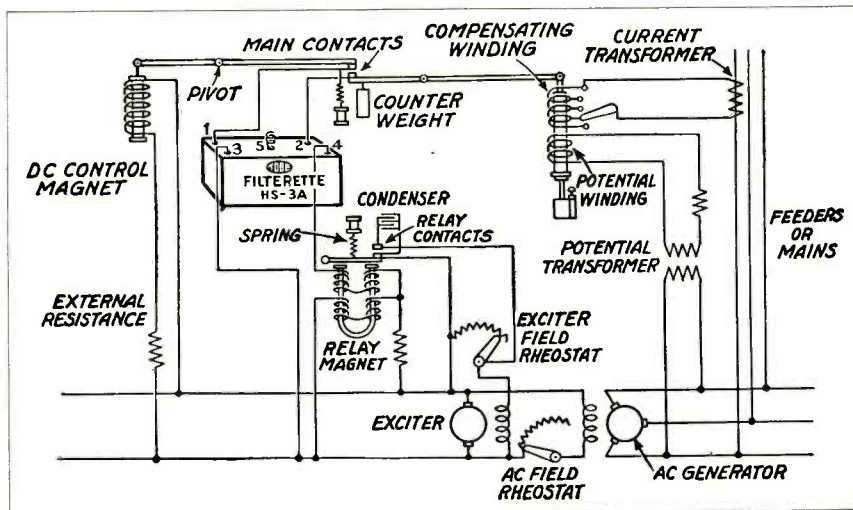 MAIN CONTACTS
COMPENSATING
WINDING
CURRENT
TRANSFORMER
PIVOT
COUNTER
WEIGHT
1
3
5
2
4
DC CONTROL
MAGNET
FILTERETTE
HS-3A
CONDENSER
RELAY
CONTACTS
SPRING
POTENTIAL
WINDING
POTENTIAL
TRANSFORMER
FEEDERS
OR
MAINS
EXTERNAL
RESISTANCE
RELAY
MAGNET
EXCITER
FIELD
RHEOSTAT
EXCITER
AC FIELD
RHEOSTAT
AC GENERATOR